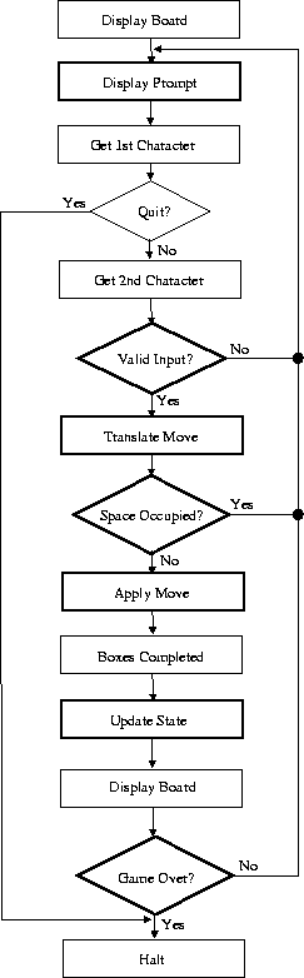 Display Board
Display Prompt
Get 1st Character
Yes
Quit?
No
Get 2nd Character
Valid Input?
No
Yes
Translate Move
Space Occupied?
Yes
No
Apply Move
Boxes Completed
Update State
Display Board
Game Over?
No
Yes
Halt